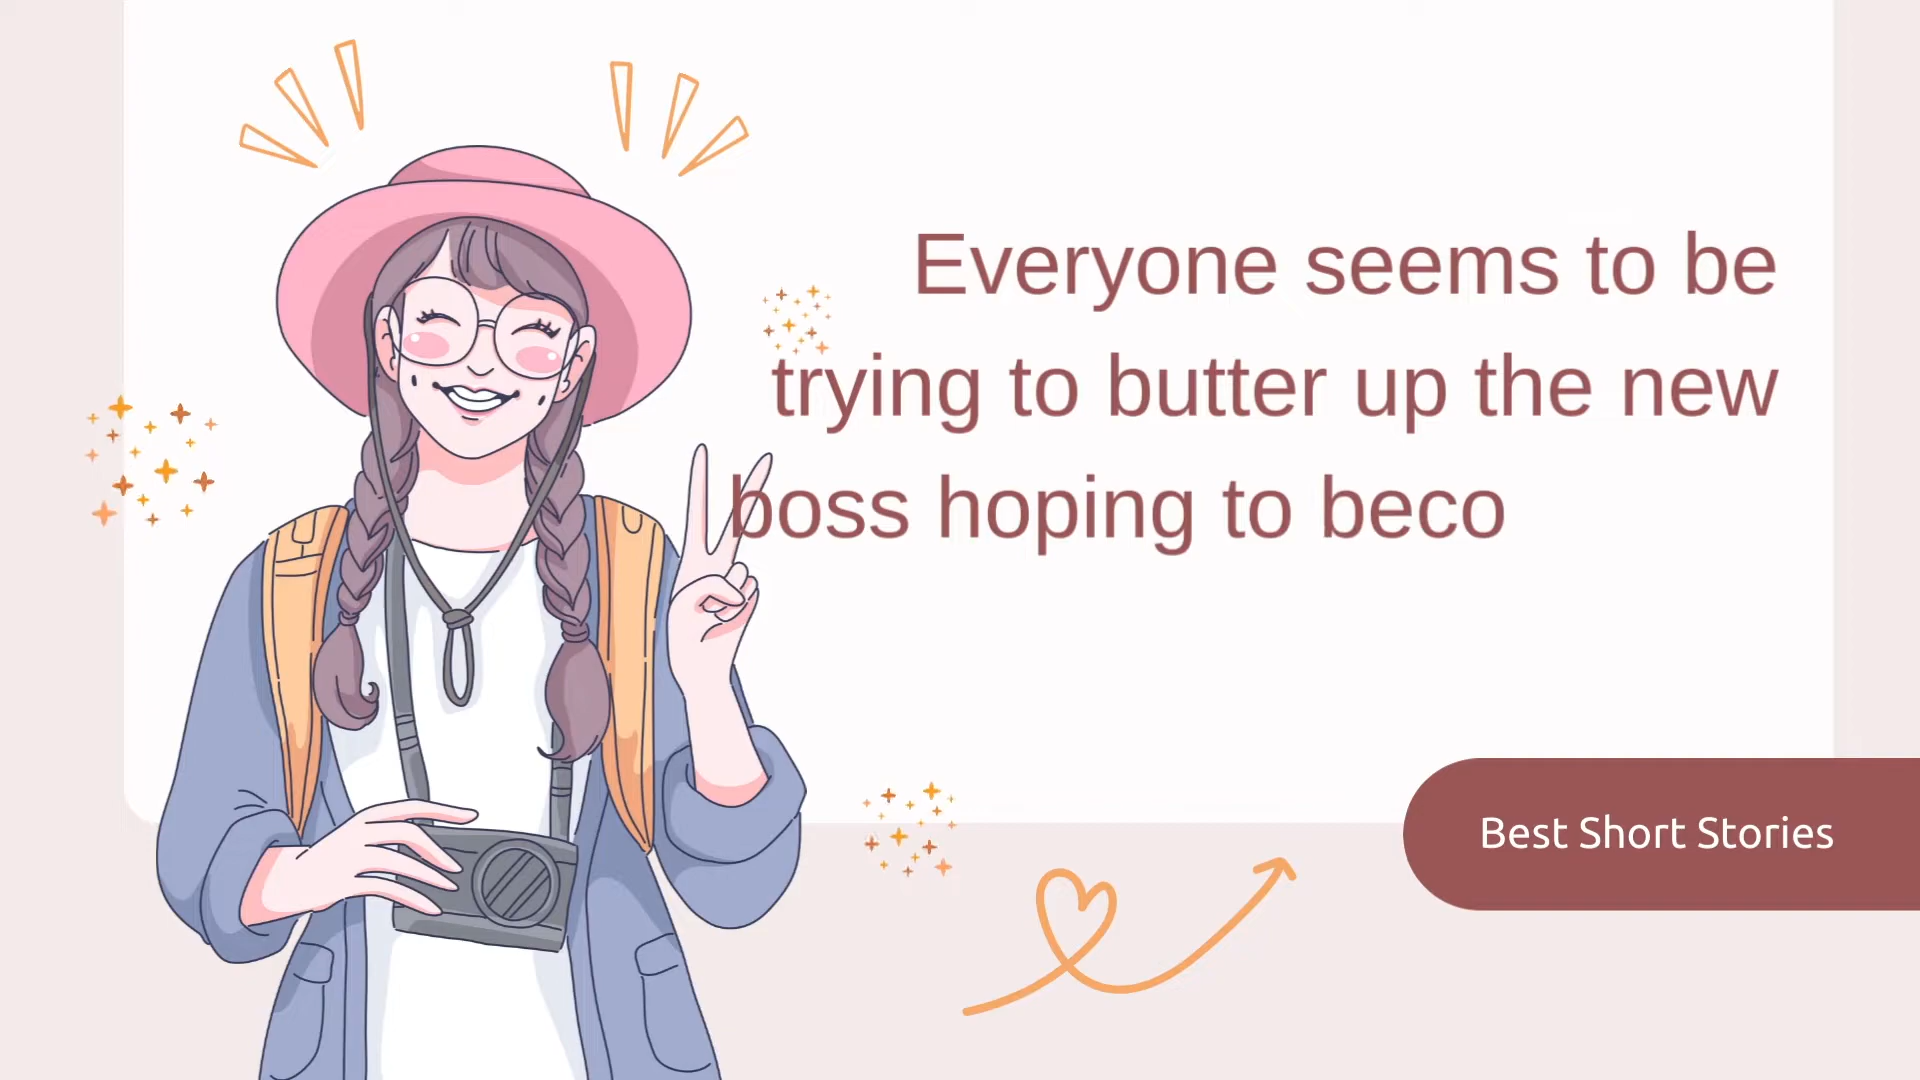 Everyone seems to be
trying to butter up the new
boss hoping to beco
Best Short Stories